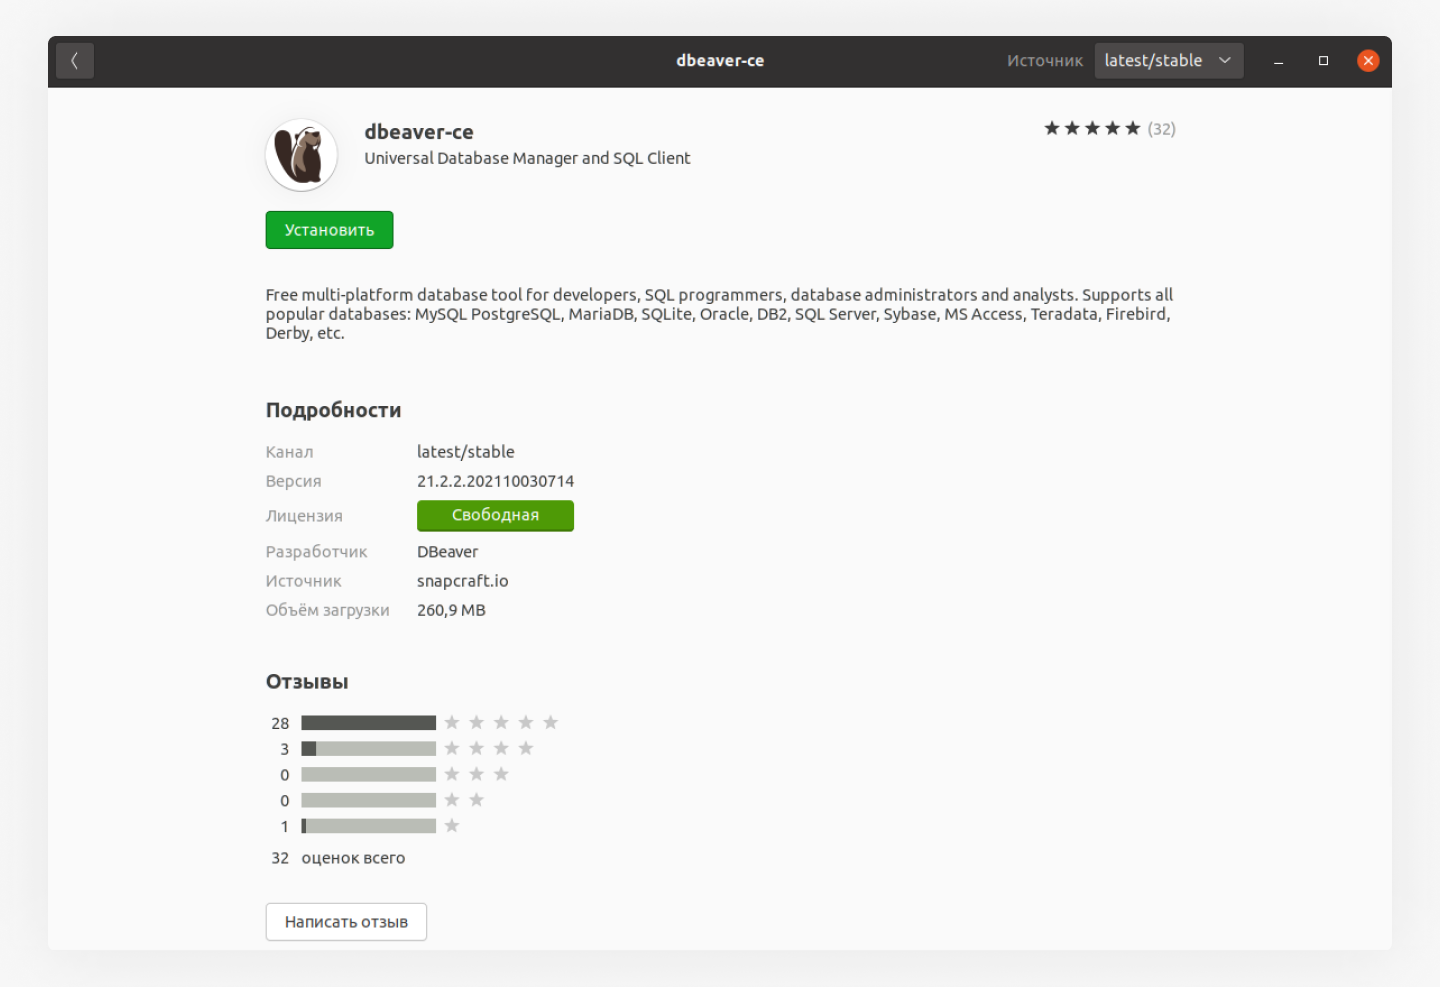 dbeaver-ce
Источник latest/stable
dbeaver-ce
(32)
Universal Database Manager and SQL Client
Установить
Free multi-platform database tool for developers, SQL programmers, database administrators and analysts. Supports all
popular databases: MySQL PostgreSQL, MariaDB, SQLite, Oracle, DB2, SQL Server, Sybase, MS Access, Teradata, Firebird,
Derby, etc.
Подробности
Канал latest/stable
Версия 21.2.2.202110030714
Лицензия Свободная
Разработчик DBeaver
Источник snapcraft.io
Объём загрузки 260,9 MB
Отзывы
28
3
0
0
1
32 оценок всего
Написать отзыв